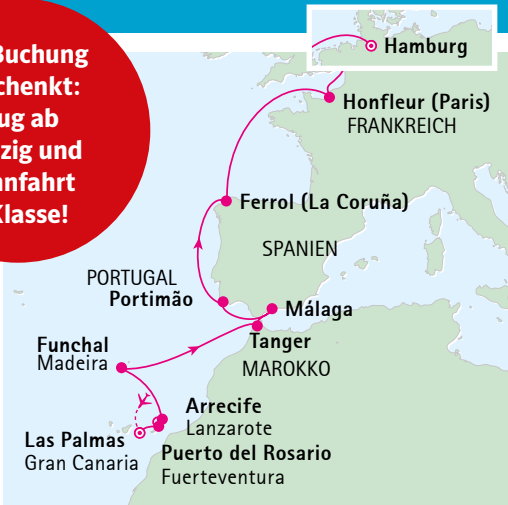 Buchung
chenkt:
ug ab
zig und
nfahrt
Klasse!
Hamburg
Honfleur (Paris)
FRANKREICH
Ferrol (La Coruña)
SPANIEN
PORTUGAL
Portimão
Málaga
Tanger
MAROKKO
Funchal
Madeira
Arrecife
Lanzarote
Las Palmas
Gran Canaria
Puerto del Rosario
Fuerteventura